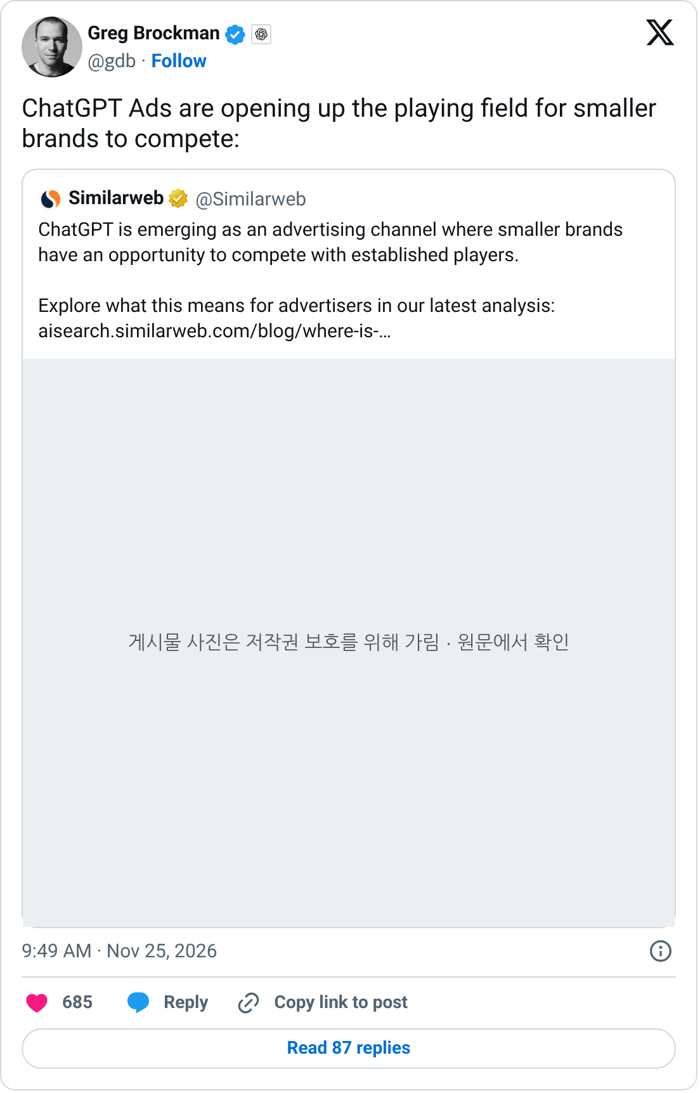 Greg Brockman
@gdb · Follow
ChatGPT Ads are opening up the playing field for smaller
brands to compete:
Similarweb @Similarweb
ChatGPT is emerging as an advertising channel where smaller brands
have an opportunity to compete with established players.
Explore what this means for advertisers in our latest analysis:
aisearch.similarweb.com/blog/where-is-…
게시물 사진은 저작권 보호를 위해 가림 · 원문에서 확인
9:49 AM · Nov 25, 2026
685 Reply Copy link to post
Read 87 replies